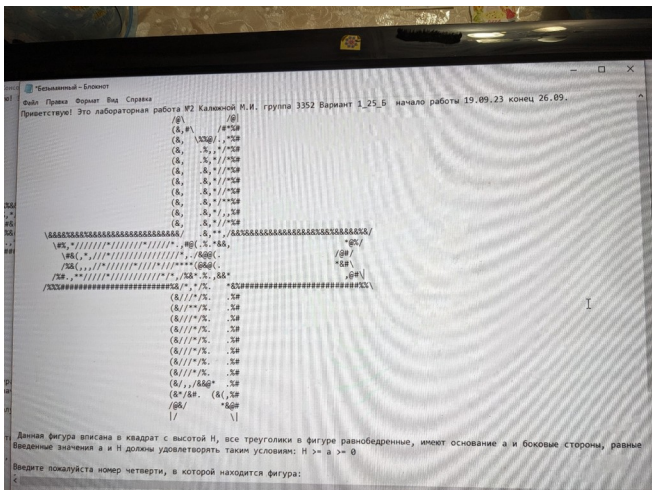 *Безымянный – Блокнот
Файл Правка Формат Вид Справка
Приветствую! Это лабораторная работа №2 Калюжной М.И. группа 3352 Вариант 1_25_Б начало работы 19.09.23 конец 26.09.
Данная фигура вписана в квадрат с высотой H, все треуголики в фигуре равнобедренные, имеют основание а и боковые стороны, равные
Введенные значения а и H должны удовлетворять таким условиям: H >= a >= 0
Введите пожалуйста номер четверти, в которой находится фигура: